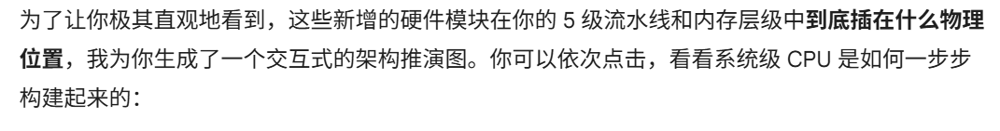 为了让你极其直观地看到，这些新增的硬件模块在你的 5 级流水线和内存层级中到底插在什么物理
位置，我为你生成了一个交互式的架构推演图。你可以依次点击，看看系统级 CPU 是如何一步步
构建起来的：